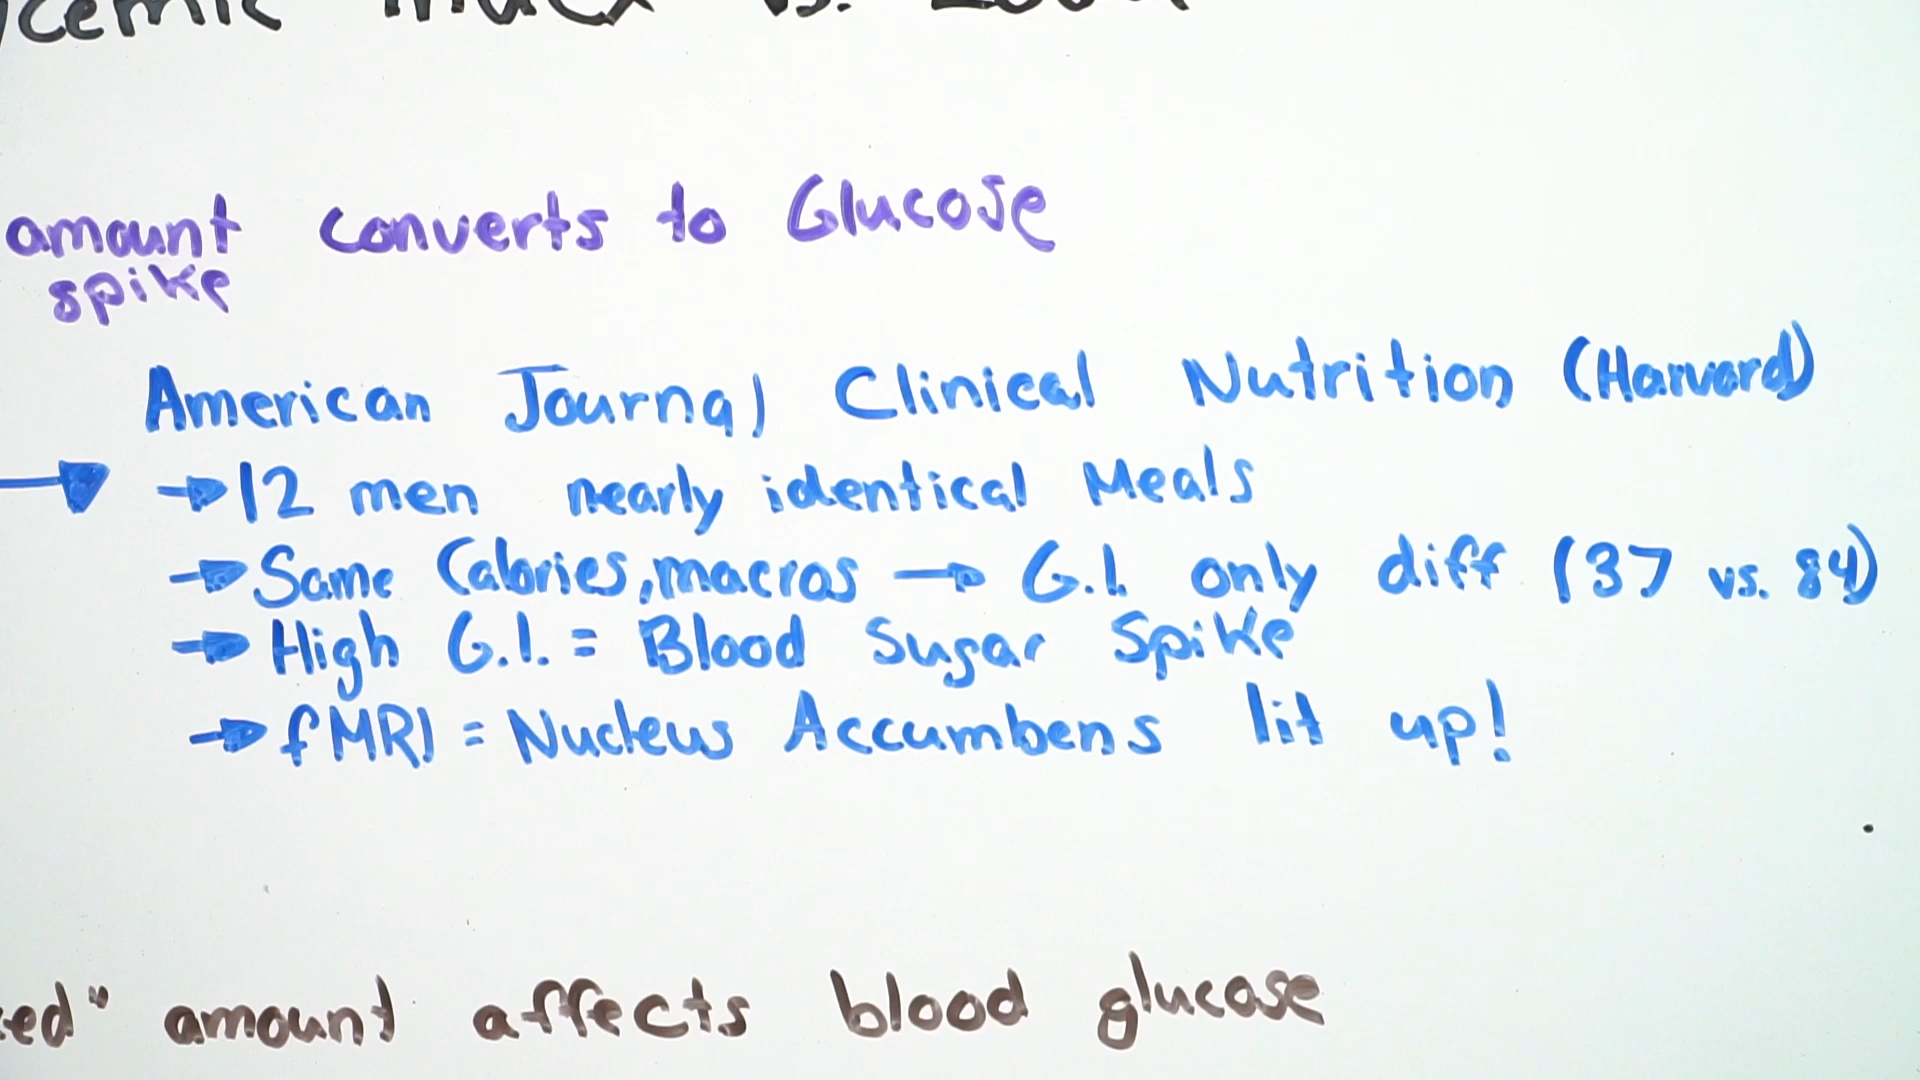 vs.
amount converts to Glucose
spike
American Journal Clinical Nutrition (Harvard)
→12 men nearly identical Meals
→Same Calories, macros → G.I. only diff (37 vs. 84)
→High G.I. = Blood Sugar Spike
→fMRI = Nucleus Accumbens lit up!
amount affects blood glucose